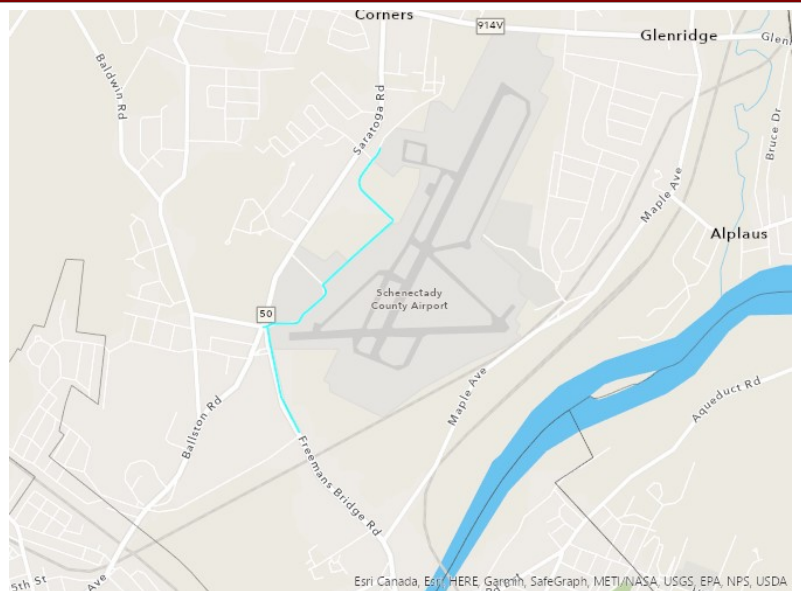 Corners
914V
Glenridge
Glen
Baldwin Rd
Saratoga Rd
Bruce Dr
Maple Ave
Alplaus
Schenectady
County Airport
50
Maple Ave
Aqueduct Rd
Ballston Rd
Freemans Bridge Rd
5th St
Ave
Esri Canada, Esri, HERE, Garmin, SafeGraph, METI/NASA, USGS, EPA, NPS, USDA